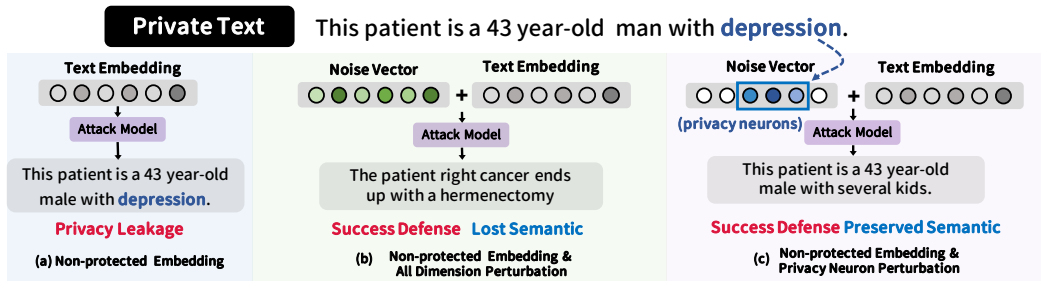 Private Text
This patient is a 43 year-old man with depression.
Text Embedding
Attack Model
This patient is a 43 year-old
male with depression.
Privacy Leakage
(a) Non-protected Embedding
Noise Vector
Text Embedding
+
Attack Model
The patient right cancer ends
up with a hermenectomy
Success Defense Lost Semantic
(b) Non-protected Embedding &
All Dimension Perturbation
Noise Vector
Text Embedding
+
(privacy neurons)
Attack Model
This patient is a 43 year-old
male with several kids.
Success Defense Preserved Semantic
(c) Non-protected Embedding &
Privacy Neuron Perturbation